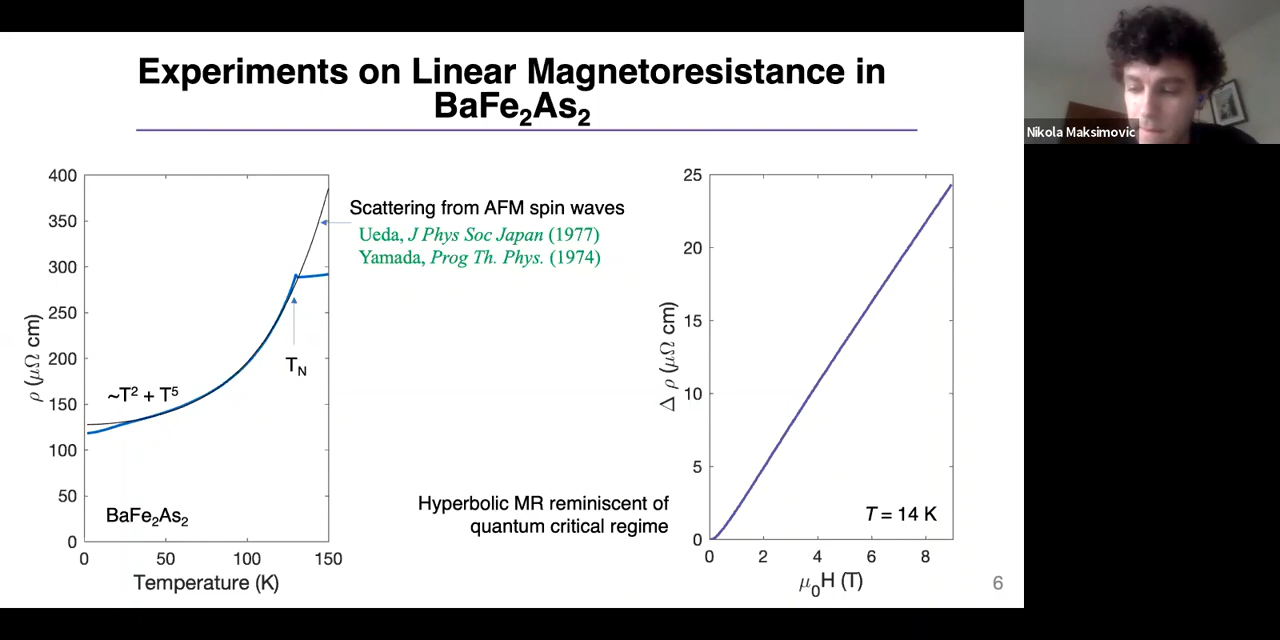 Experiments on Linear Magnetoresistance in
BaFe₂As₂
Nikola Maksimovic
400
350
300
250
200
150
100
50
0
ρ (μΩ cm)
0
50
100
150
Temperature (K)
Scattering from AFM spin waves
Ueda, J Phys Soc Japan (1977)
Yamada, Prog Th. Phys. (1974)
T_N
~T² + T⁵
BaFe₂As₂
Hyperbolic MR reminiscent of
quantum critical regime
25
20
15
10
5
0
Δ ρ (μΩ cm)
0
2
4
6
8
μ₀H (T)
T = 14 K
6